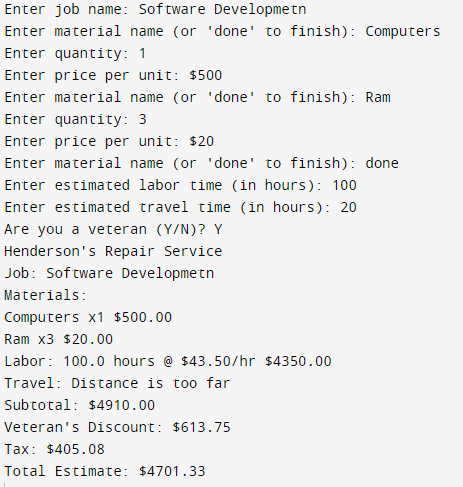 Enter job name: Software Developmetn
Enter material name (or 'done' to finish): Computers
Enter quantity: 1
Enter price per unit: $500
Enter material name (or 'done' to finish): Ram
Enter quantity: 3
Enter price per unit: $20
Enter material name (or 'done' to finish): done
Enter estimated labor time (in hours): 100
Enter estimated travel time (in hours): 20
Are you a veteran (Y/N)? Y
Henderson's Repair Service
Job: Software Developmetn
Materials:
Computers x1 $500.00
Ram x3 $20.00
Labor: 100.0 hours @ $43.50/hr $4350.00
Travel: Distance is too far
Subtotal: $4910.00
Veteran's Discount: $613.75
Tax: $405.08
Total Estimate: $4701.33